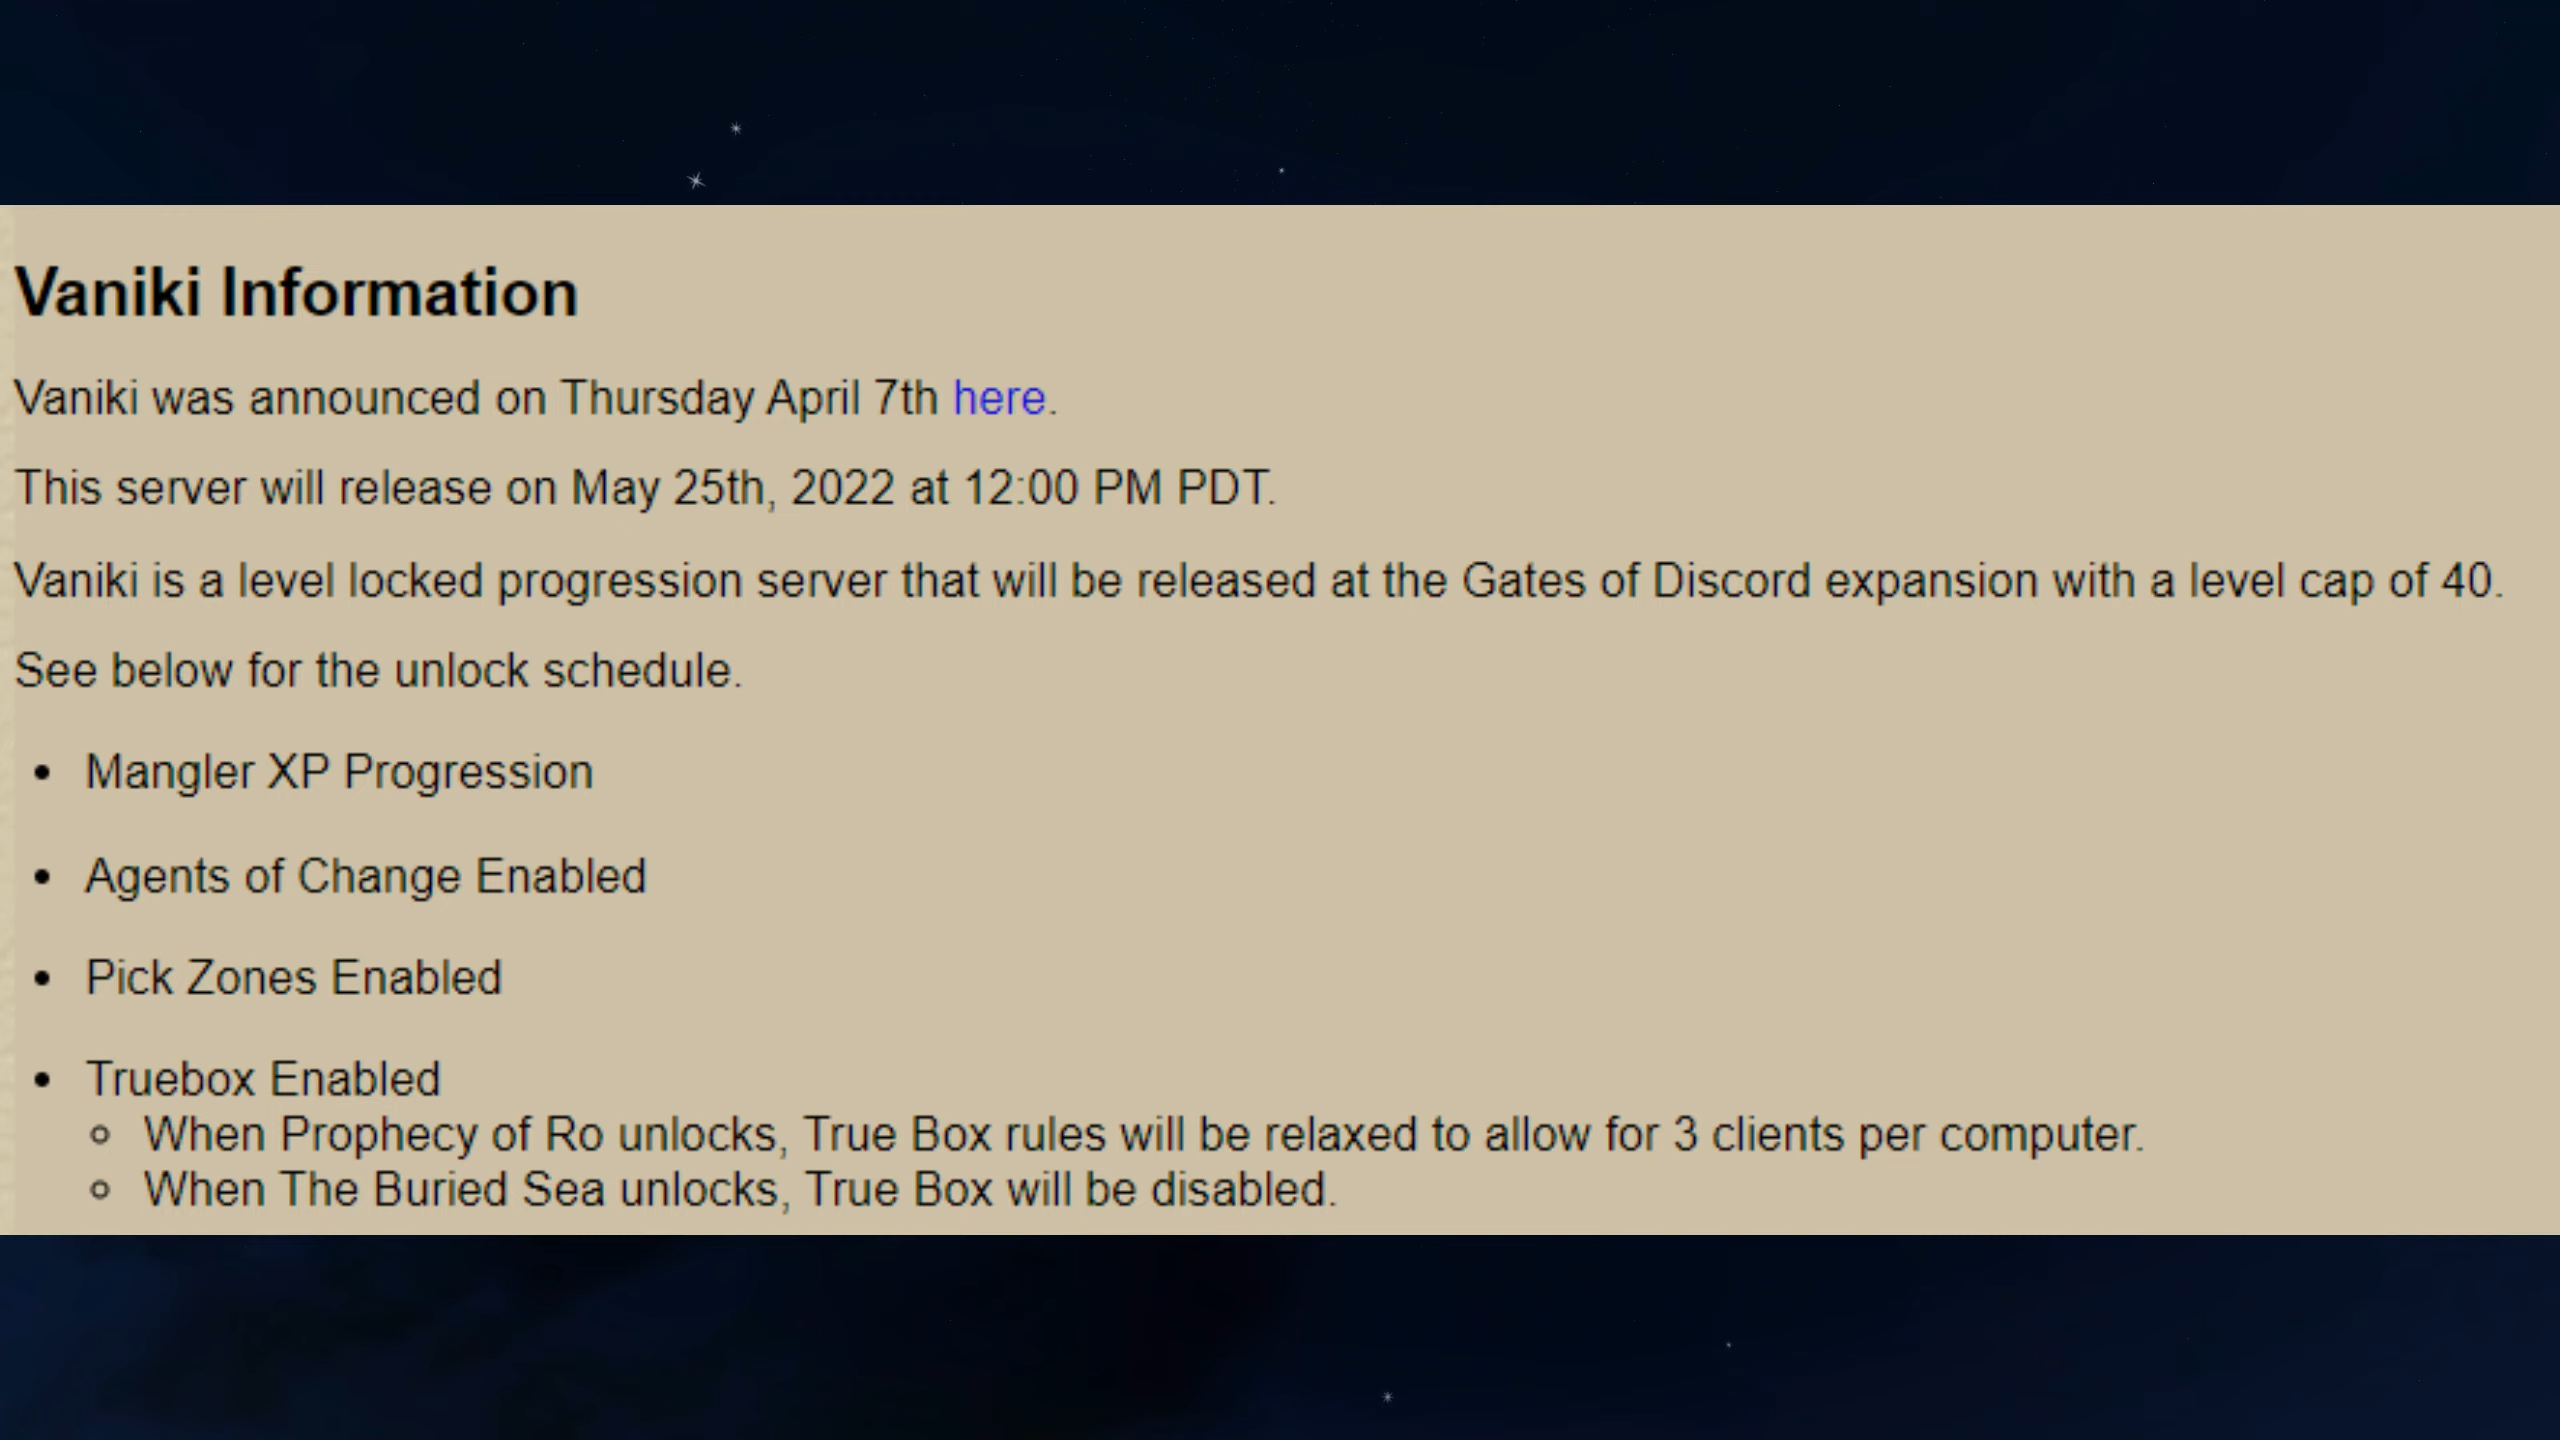 Vaniki Information
Vaniki was announced on Thursday April 7th here.
This server will release on May 25th, 2022 at 12:00 PM PDT.
Vaniki is a level locked progression server that will be released at the Gates of Discord expansion with a level cap of 40.
See below for the unlock schedule.
Mangler XP Progression
Agents of Change Enabled
Pick Zones Enabled
Truebox Enabled
When Prophecy of Ro unlocks, True Box rules will be relaxed to allow for 3 clients per computer.
When The Buried Sea unlocks, True Box will be disabled.